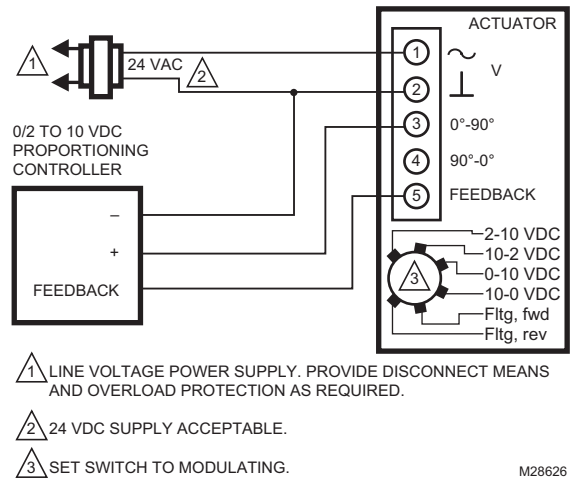 ACTUATOR
1
24 VAC
2
1
V
2
0/2 TO 10 VDC
PROPORTIONING
CONTROLLER
3 0°-90°
4 90°-0°
5 FEEDBACK
–
+
FEEDBACK
2-10 VDC
10-2 VDC
0-10 VDC
10-0 VDC
Fltg, fwd
Fltg, rev
3
1 LINE VOLTAGE POWER SUPPLY. PROVIDE DISCONNECT MEANS
AND OVERLOAD PROTECTION AS REQUIRED.
2 24 VDC SUPPLY ACCEPTABLE.
3 SET SWITCH TO MODULATING.
M28626